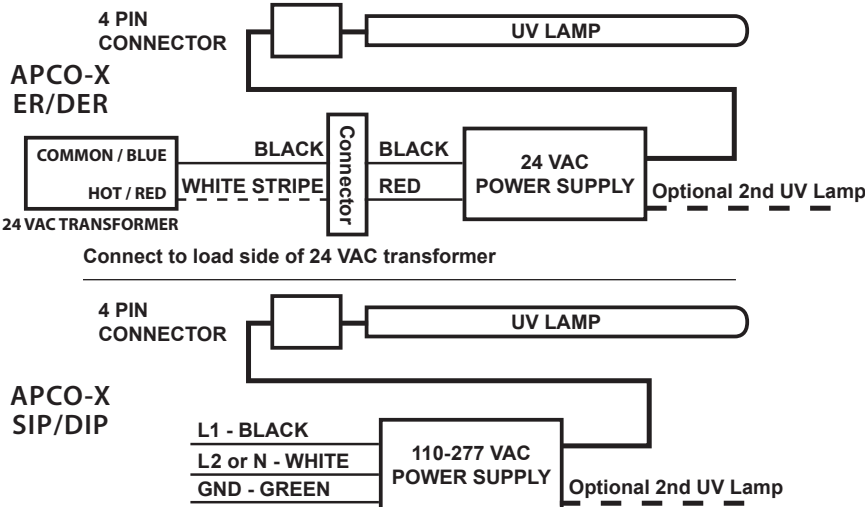 4 PIN
CONNECTOR
UV LAMP
APCO-X
ER/DER
COMMON / BLUE
HOT / RED
24 VAC TRANSFORMER
BLACK
WHITE STRIPE
Connector
BLACK
RED
24 VAC
POWER SUPPLY
Optional 2nd UV Lamp
Connect to load side of 24 VAC transformer
4 PIN
CONNECTOR
UV LAMP
APCO-X
SIP/DIP
L1 - BLACK
L2 or N - WHITE
GND - GREEN
110-277 VAC
POWER SUPPLY
Optional 2nd UV Lamp